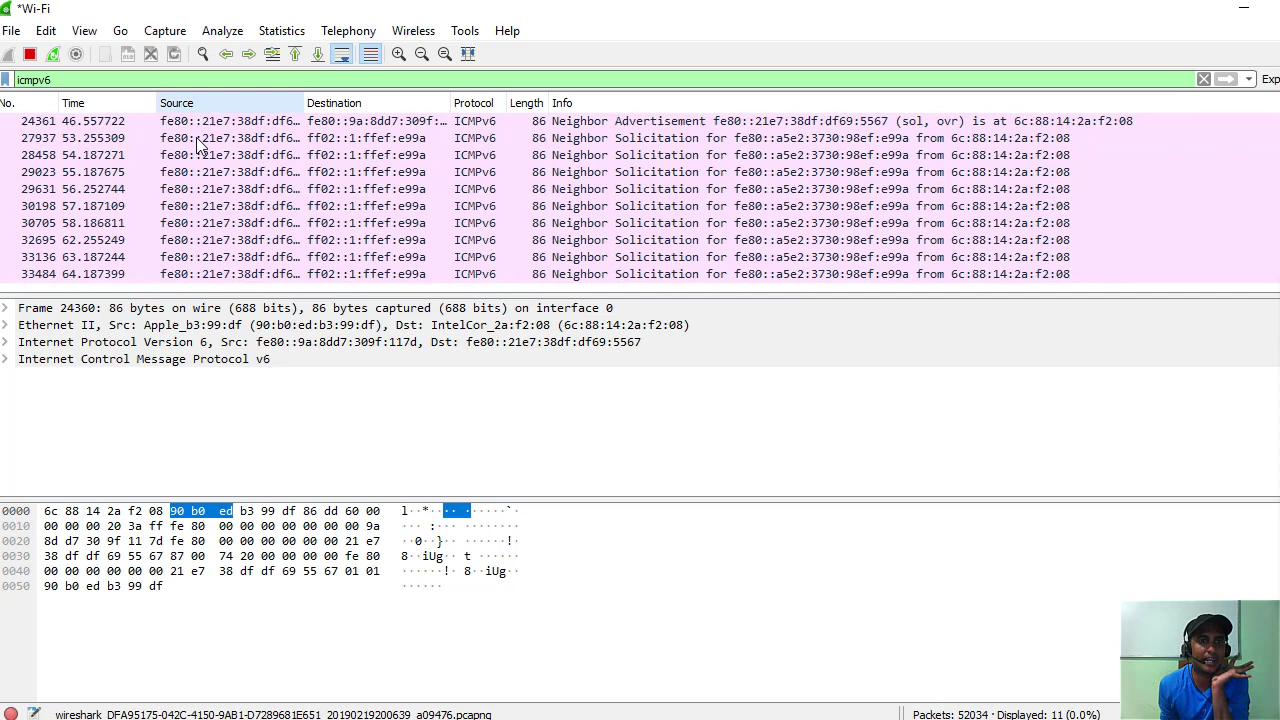 *Wi-Fi
File Edit View Go Capture Analyze Statistics Telephony Wireless Tools Help
icmpv6
Exp
No. Time Source Destination Protocol Length Info
24361 46.557722 fe80::21e7:38df:df6… fe80::9a:8dd7:309f:… ICMPv6 86 Neighbor Advertisement fe80::21e7:38df:df69:5567 (sol, ovr) is at 6c:88:14:2a:f2:08
27937 53.255309 fe80::21e7:38df:df6… ff02::1:ffef:e99a ICMPv6 86 Neighbor Solicitation for fe80::a5e2:3730:98ef:e99a from 6c:88:14:2a:f2:08
28458 54.187271 fe80::21e7:38df:df6… ff02::1:ffef:e99a ICMPv6 86 Neighbor Solicitation for fe80::a5e2:3730:98ef:e99a from 6c:88:14:2a:f2:08
29023 55.187675 fe80::21e7:38df:df6… ff02::1:ffef:e99a ICMPv6 86 Neighbor Solicitation for fe80::a5e2:3730:98ef:e99a from 6c:88:14:2a:f2:08
29631 56.252744 fe80::21e7:38df:df6… ff02::1:ffef:e99a ICMPv6 86 Neighbor Solicitation for fe80::a5e2:3730:98ef:e99a from 6c:88:14:2a:f2:08
30198 57.187109 fe80::21e7:38df:df6… ff02::1:ffef:e99a ICMPv6 86 Neighbor Solicitation for fe80::a5e2:3730:98ef:e99a from 6c:88:14:2a:f2:08
30705 58.186811 fe80::21e7:38df:df6… ff02::1:ffef:e99a ICMPv6 86 Neighbor Solicitation for fe80::a5e2:3730:98ef:e99a from 6c:88:14:2a:f2:08
32695 62.255249 fe80::21e7:38df:df6… ff02::1:ffef:e99a ICMPv6 86 Neighbor Solicitation for fe80::a5e2:3730:98ef:e99a from 6c:88:14:2a:f2:08
33136 63.187244 fe80::21e7:38df:df6… ff02::1:ffef:e99a ICMPv6 86 Neighbor Solicitation for fe80::a5e2:3730:98ef:e99a from 6c:88:14:2a:f2:08
33484 64.187399 fe80::21e7:38df:df6… ff02::1:ffef:e99a ICMPv6 86 Neighbor Solicitation for fe80::a5e2:3730:98ef:e99a from 6c:88:14:2a:f2:08
Frame 24360: 86 bytes on wire (688 bits), 86 bytes captured (688 bits) on interface 0
Ethernet II, Src: Apple_b3:99:df (90:b0:ed:b3:99:df), Dst: IntelCor_2a:f2:08 (6c:88:14:2a:f2:08)
Internet Protocol Version 6, Src: fe80::9a:8dd7:309f:117d, Dst: fe80::21e7:38df:df69:5567
Internet Control Message Protocol v6
0000 6c 88 14 2a f2 08 90 b0 ed b3 99 df 86 dd 60 00 l··*···· ······`·
0010 00 00 00 20 3a ff fe 80 00 00 00 00 00 00 00 9a ··· :··· ········
0020 8d d7 30 9f 11 7d fe 80 00 00 00 00 00 00 21 e7 ··0··}·· ······!·
0030 38 df df 69 55 67 87 00 74 20 00 00 00 00 fe 80 8··iUg·· t ······
0040 00 00 00 00 00 00 21 e7 38 df df 69 55 67 01 01 ······!· 8··iUg··
0050 90 b0 ed b3 99 df ······
wireshark_DFA95175-042C-4150-9AB1-D7289681E651_20190219200639_a09476.pcapng Packets: 52034 · Displayed: 11 (0.0%)